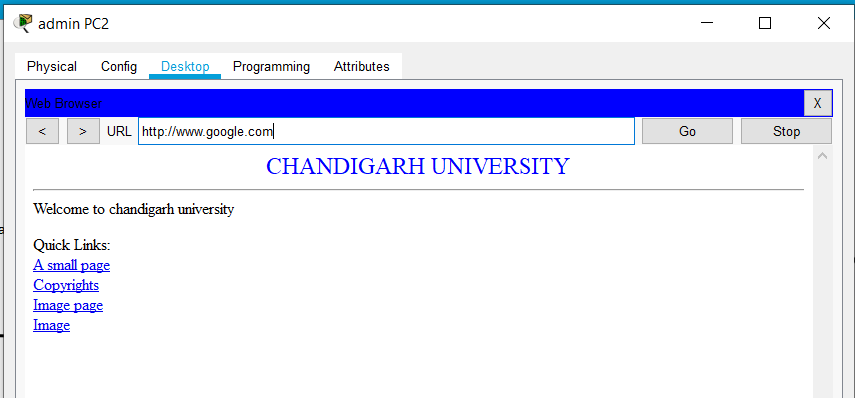 admin PC2
Physical Config Desktop Programming Attributes
Web Browser X
< > URL http://www.google.com Go Stop
CHANDIGARH UNIVERSITY
Welcome to chandigarh university
Quick Links:
A small page
Copyrights
Image page
Image